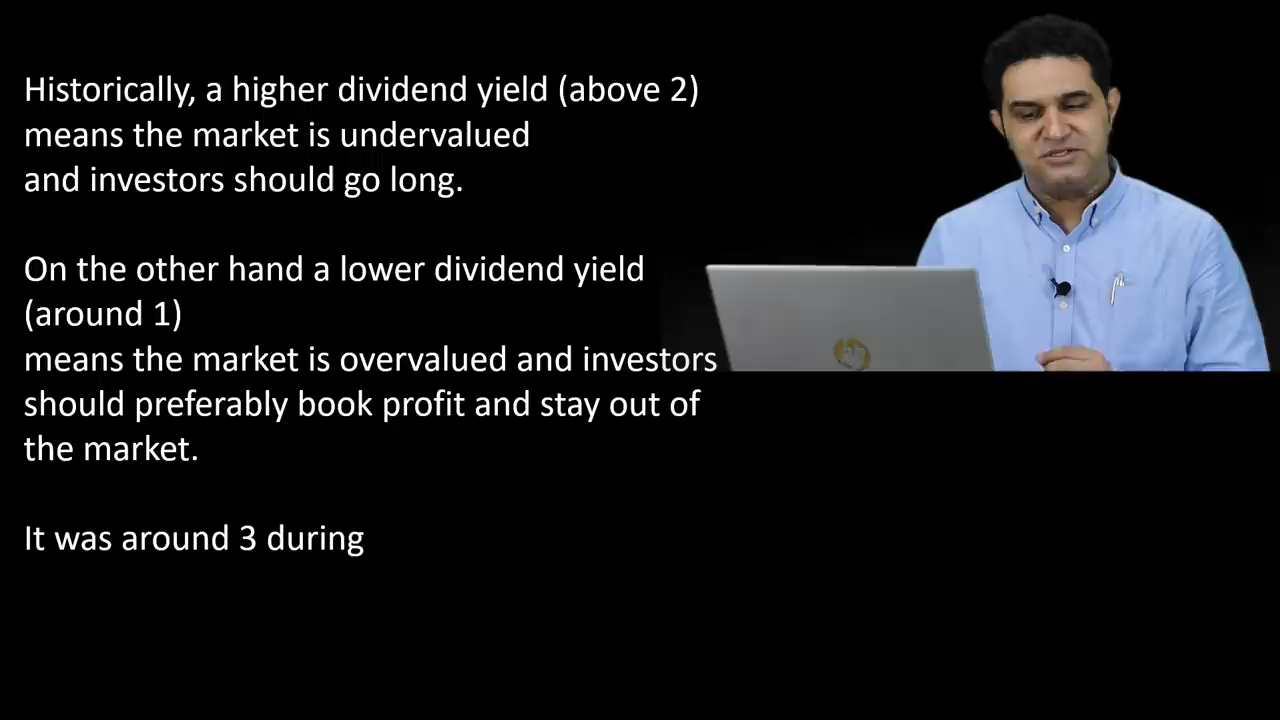 Historically, a higher dividend yield (above 2)
means the market is undervalued
and investors should go long.
On the other hand a lower dividend yield
(around 1)
means the market is overvalued and investors
should preferably book profit and stay out of
the market.
It was around 3 during